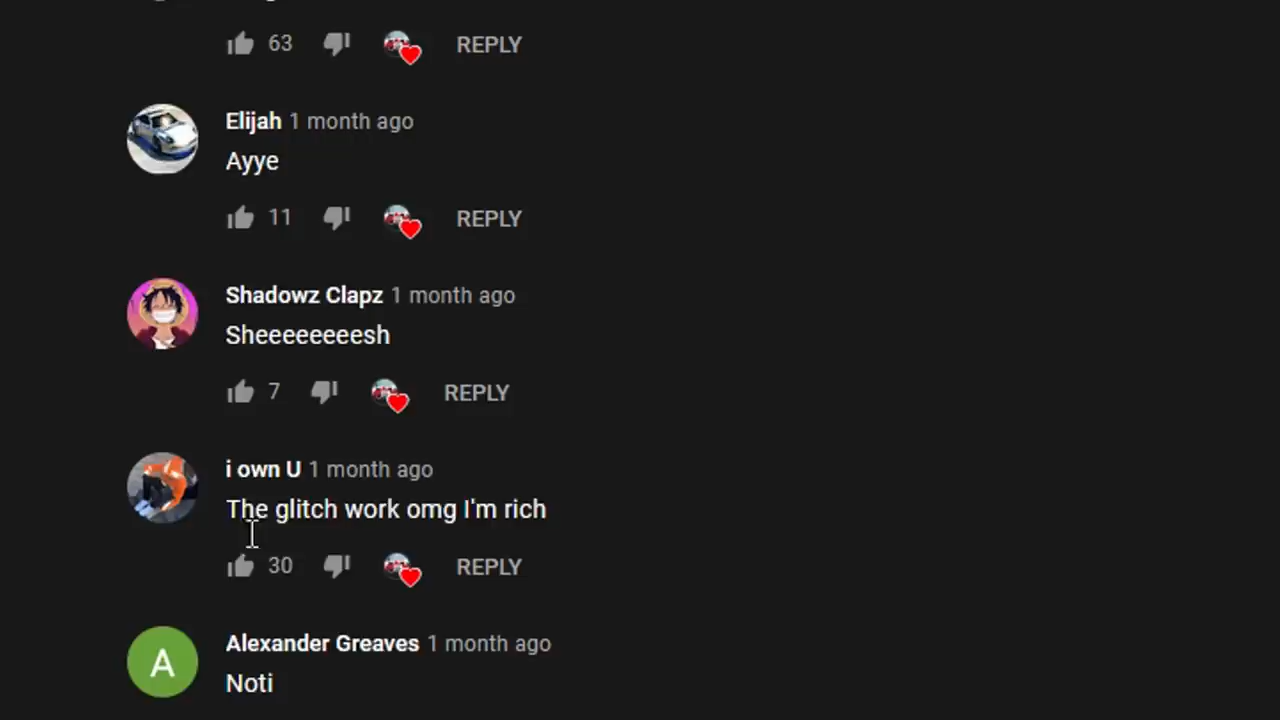 63 REPLY
Elijah 1 month ago
Ayye
11 REPLY
Shadowz Clapz 1 month ago
Sheeeeeeeesh
7 REPLY
i own U 1 month ago
The glitch work omg I'm rich
30 REPLY
A
Alexander Greaves 1 month ago
Noti